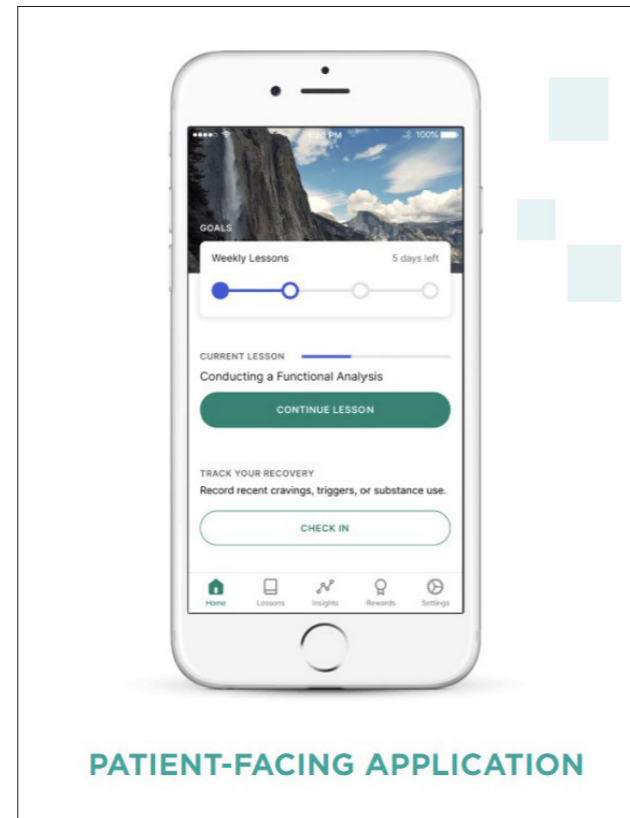 PM 100%
GOALS
Weekly Lessons 5 days left
CURRENT LESSON
Conducting a Functional Analysis
CONTINUE LESSON
TRACK YOUR RECOVERY
Record recent cravings, triggers, or substance use.
CHECK IN
Home Lessons Insights Rewards Settings
PATIENT-FACING APPLICATION